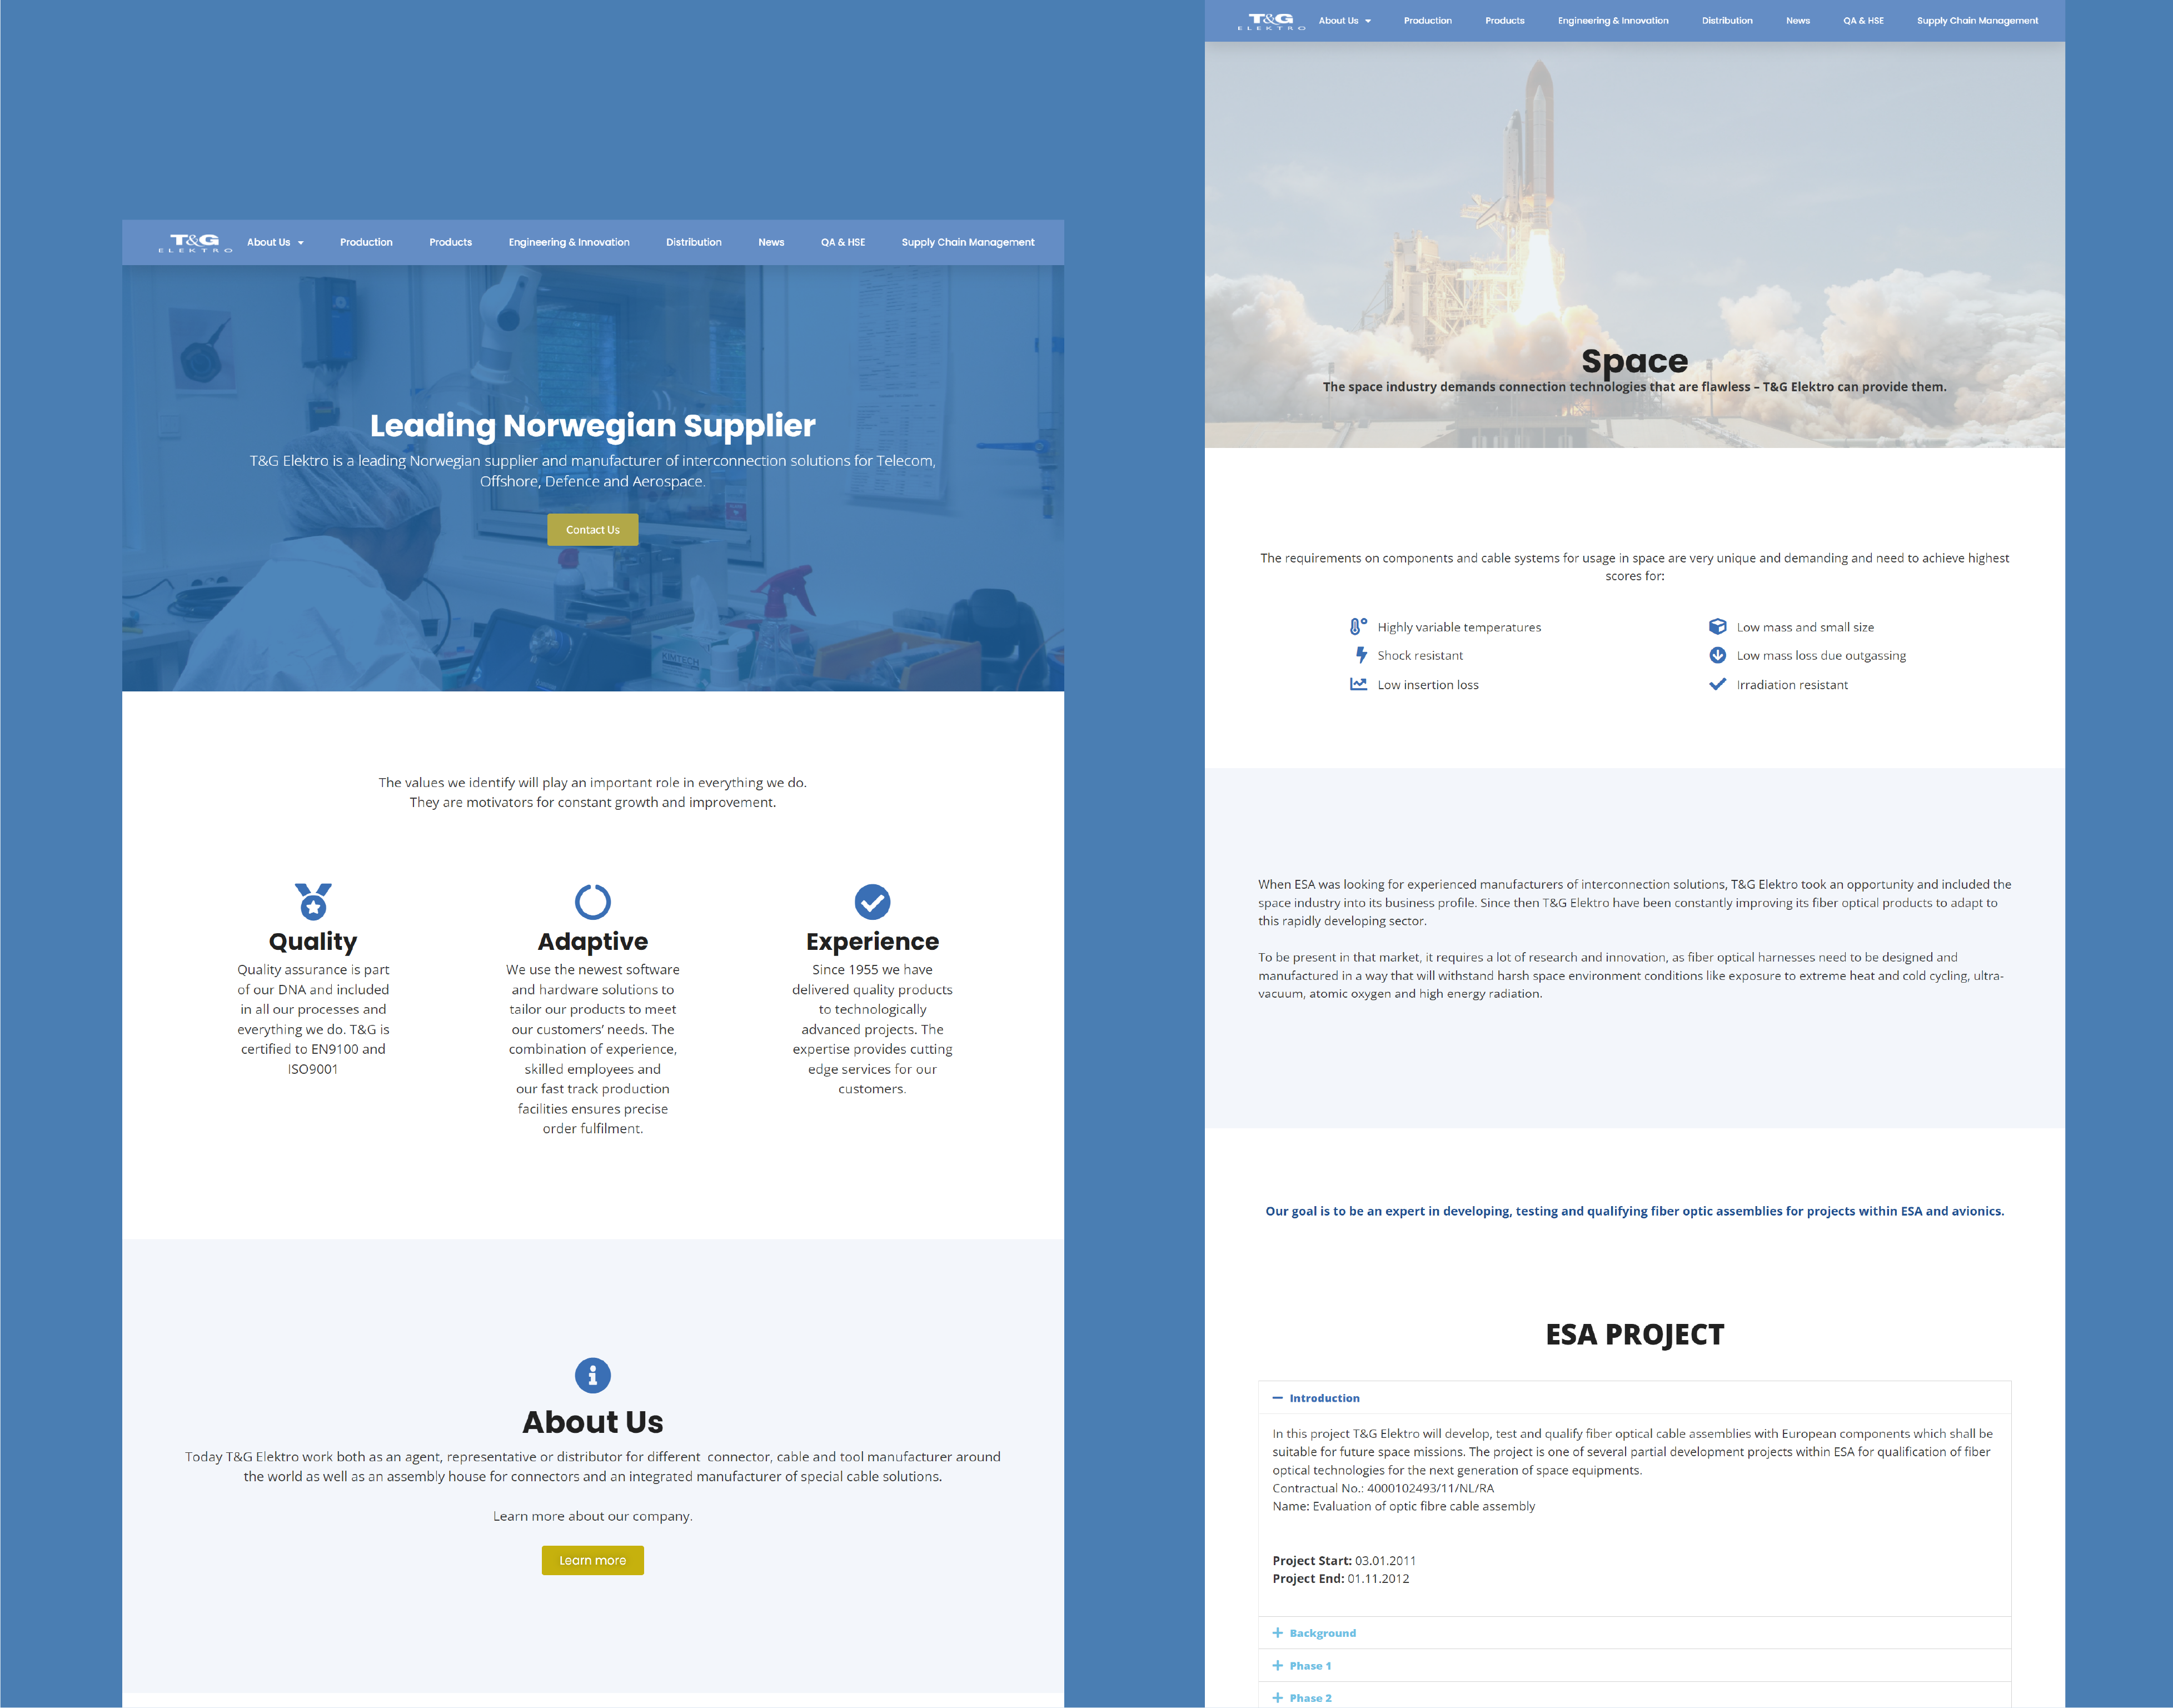 T&G
ELEKTRO
About Us
Production
Products
Engineering & Innovation
Distribution
News
QA & HSE
Supply Chain Management
Leading Norwegian Supplier
T&G Elektro is a leading Norwegian supplier and manufacturer of interconnection solutions for Telecom,
Offshore, Defence and Aerospace.
Contact Us
KIMTECH
The values we identify will play an important role in everything we do.
They are motivators for constant growth and improvement.
Quality
Quality assurance is part
of our DNA and included
in all our processes and
everything we do. T&G is
certified to EN9100 and
ISO9001
Adaptive
We use the newest software
and hardware solutions to
tailor our products to meet
our customers’ needs. The
combination of experience,
skilled employees and
our fast track production
facilities ensures precise
order fulfilment.
Experience
Since 1955 we have
delivered quality products
to technologically
advanced projects. The
expertise provides cutting
edge services for our
customers.
About Us
Today T&G Elektro work both as an agent, representative or distributor for different connector, cable and tool manufacturer around
the world as well as an assembly house for connectors and an integrated manufacturer of special cable solutions.
Learn more about our company.
Learn more
T&G
ELEKTRO
About Us
Production
Products
Engineering & Innovation
Distribution
News
QA & HSE
Supply Chain Management
Space
The space industry demands connection technologies that are flawless – T&G Elektro can provide them.
The requirements on components and cable systems for usage in space are very unique and demanding and need to achieve highest
scores for:
Highly variable temperatures
Shock resistant
Low insertion loss
Low mass and small size
Low mass loss due outgassing
Irradiation resistant
When ESA was looking for experienced manufacturers of interconnection solutions, T&G Elektro took an opportunity and included the
space industry into its business profile. Since then T&G Elektro have been constantly improving its fiber optical products to adapt to
this rapidly developing sector.
To be present in that market, it requires a lot of research and innovation, as fiber optical harnesses need to be designed and
manufactured in a way that will withstand harsh space environment conditions like exposure to extreme heat and cold cycling, ultra-
vacuum, atomic oxygen and high energy radiation.
Our goal is to be an expert in developing, testing and qualifying fiber optic assemblies for projects within ESA and avionics.
ESA PROJECT
Introduction
In this project T&G Elektro will develop, test and qualify fiber optical cable assemblies with European components which shall be
suitable for future space missions. The project is one of several partial development projects within ESA for qualification of fiber
optical technologies for the next generation of space equipments.
Contractual No.: 4000102493/11/NL/RA
Name: Evaluation of optic fibre cable assembly
Project Start: 03.01.2011
Project End: 01.11.2012
Background
Phase 1
Phase 2